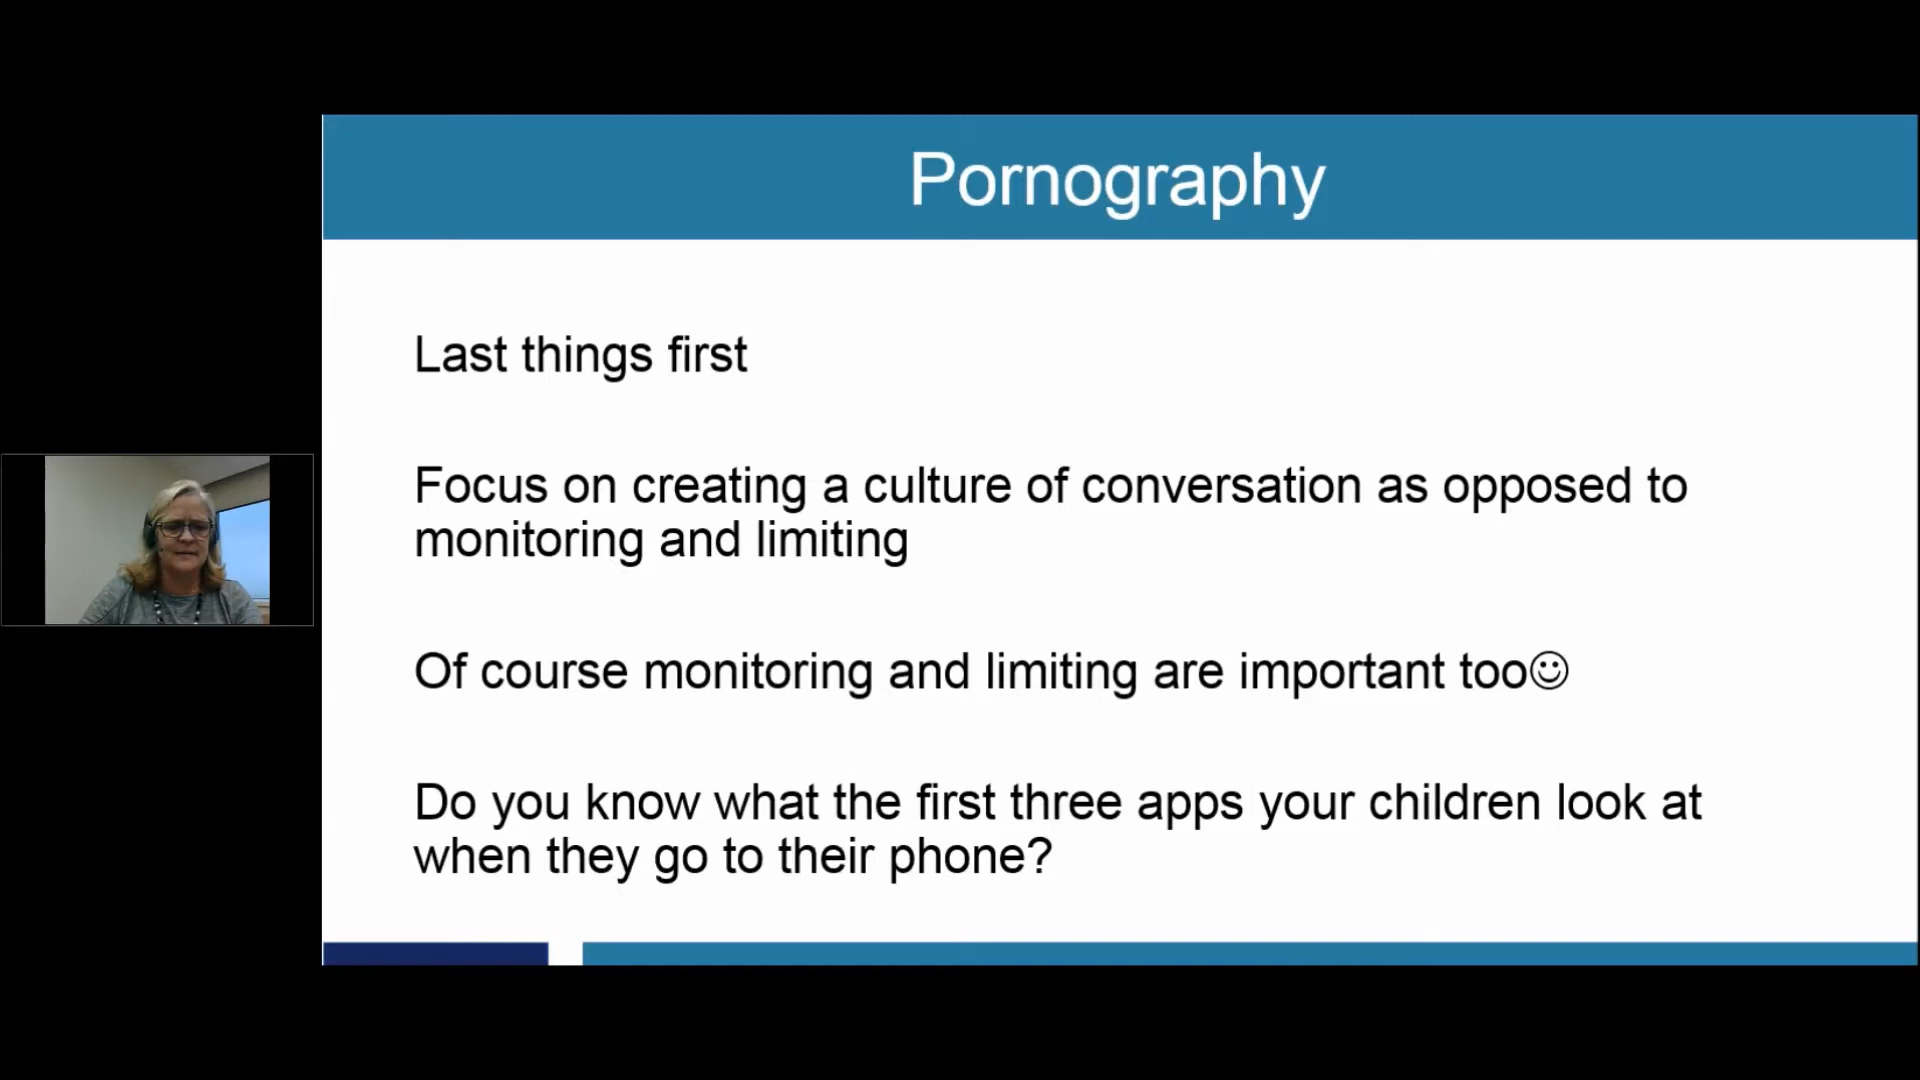 Pornography
Last things first
Focus on creating a culture of conversation as opposed to
monitoring and limiting
Of course monitoring and limiting are important too☺
Do you know what the first three apps your children look at
when they go to their phone?